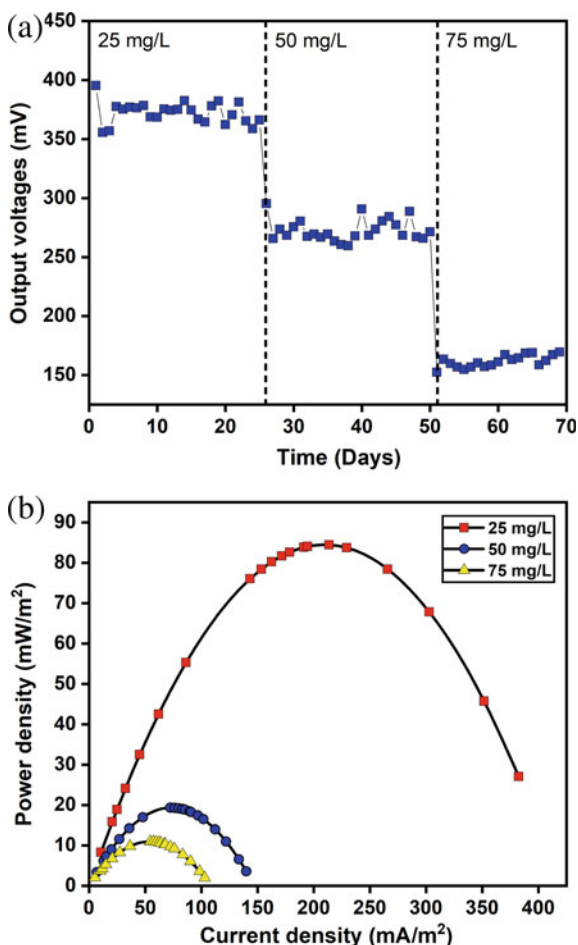 (a)
450
25 mg/L
50 mg/L
75 mg/L
400
350
300
250
200
150
Output voltages (mV)
0
10
20
30
40
50
60
70
Time (Days)
(b)
90
80
70
60
50
40
30
20
10
0
Power density (mW/m²)
25 mg/L
50 mg/L
75 mg/L
0
50
100
150
200
250
300
350
400
Current density (mA/m²)